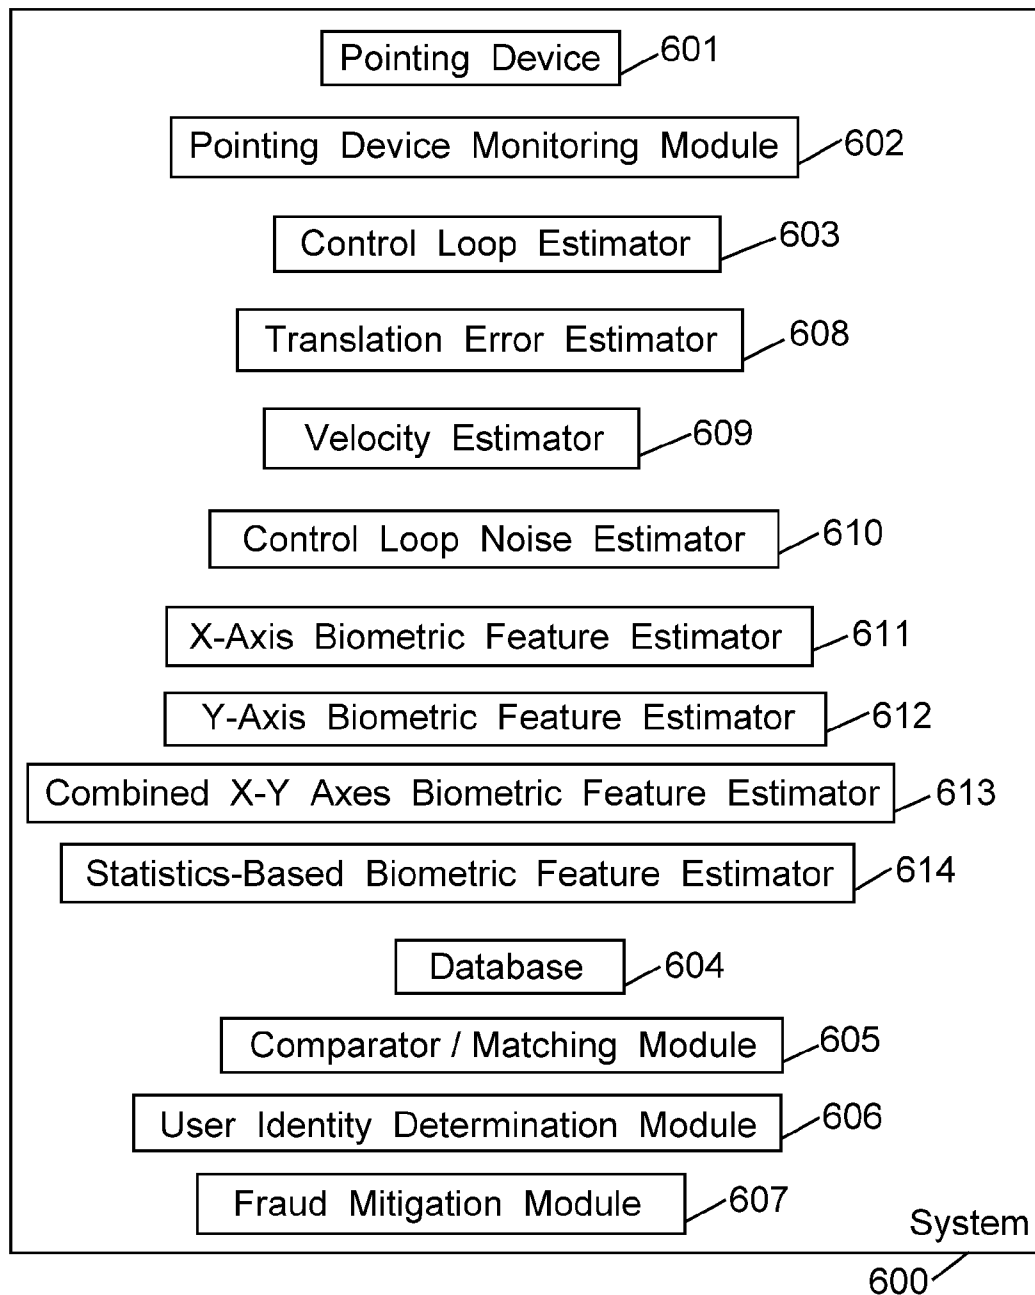 Pointing Device 601
Pointing Device Monitoring Module 602
Control Loop Estimator 603
Translation Error Estimator 608
Velocity Estimator 609
Control Loop Noise Estimator 610
X-Axis Biometric Feature Estimator 611
Y-Axis Biometric Feature Estimator 612
Combined X-Y Axes Biometric Feature Estimator 613
Statistics-Based Biometric Feature Estimator 614
Database 604
Comparator / Matching Module 605
User Identity Determination Module 606
Fraud Mitigation Module 607
System
600